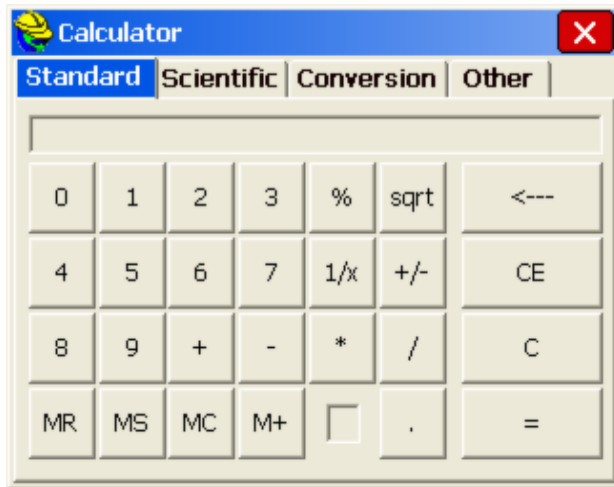 Calculator
Standard Scientific Conversion Other
0 1 2 3 % sqrt <---
4 5 6 7 1/x +/- CE
8 9 + - * / C
MR MS MC M+ . =